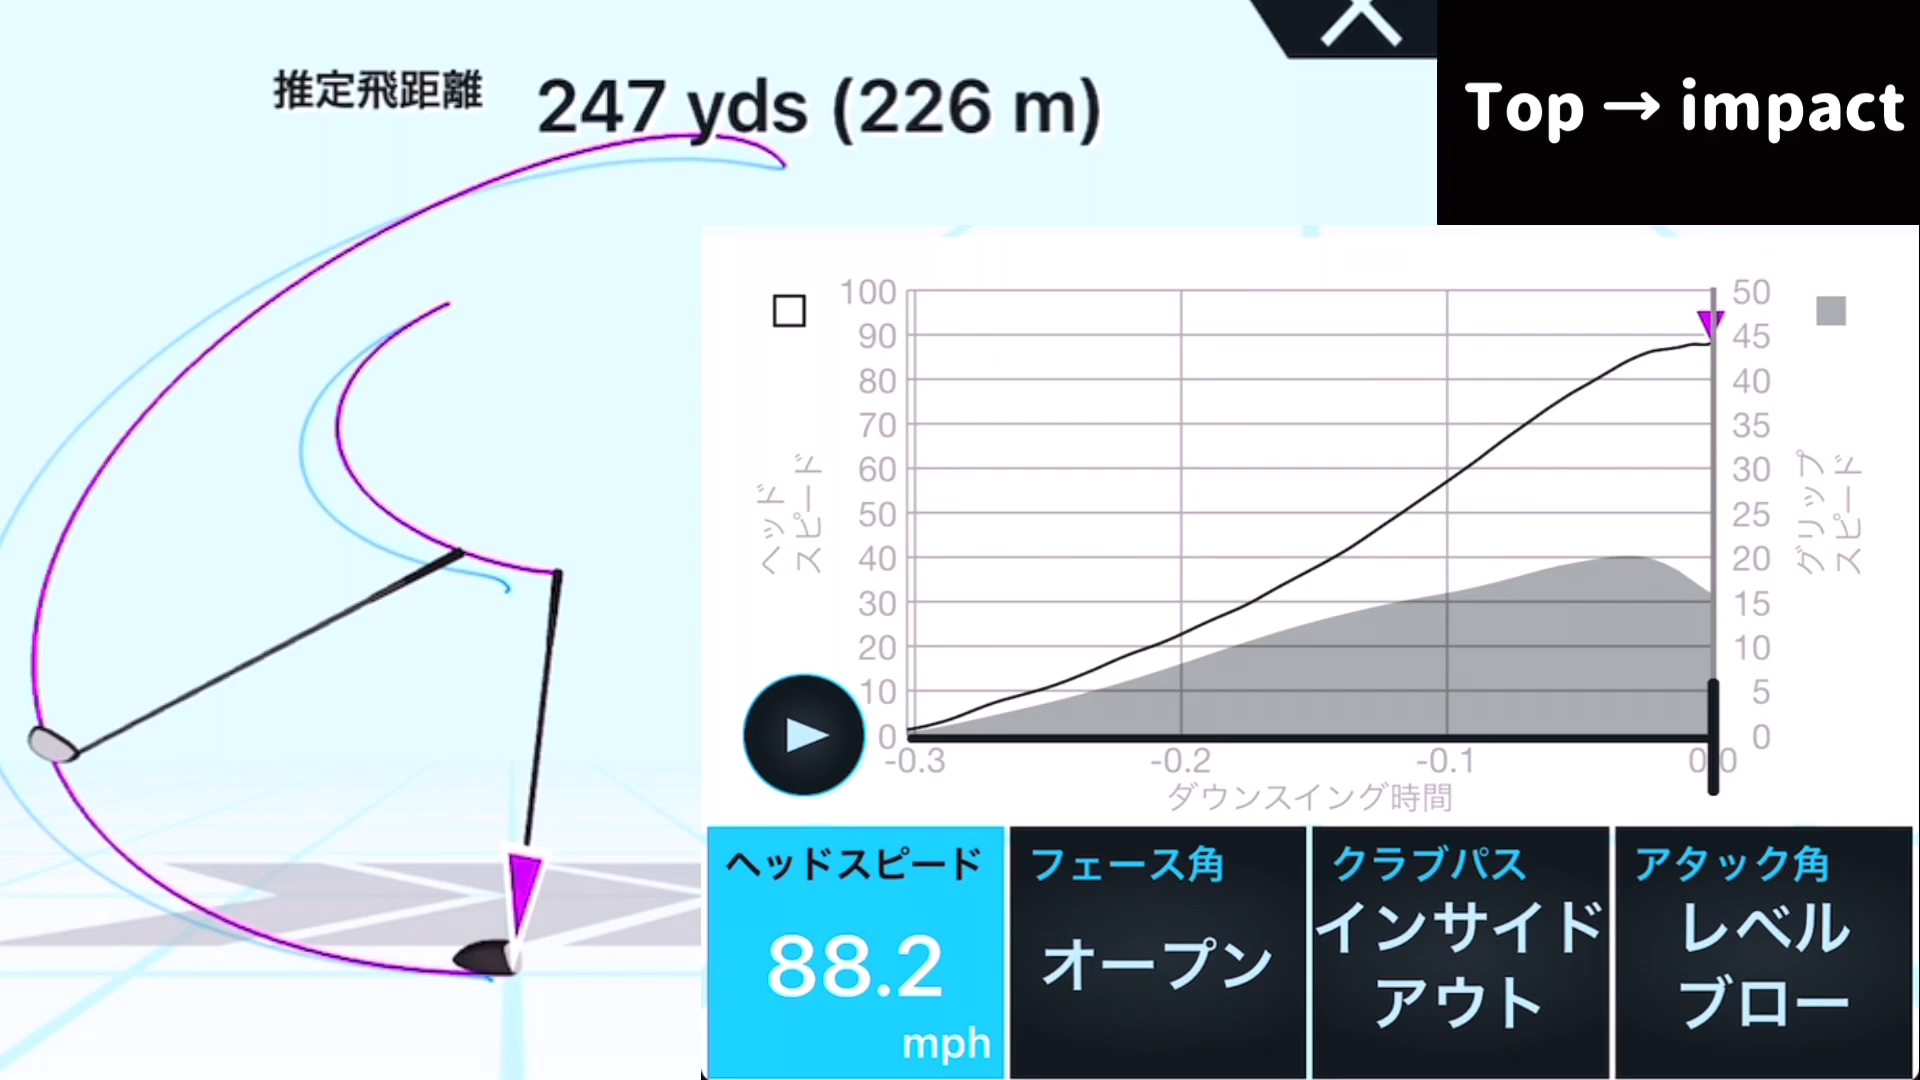 推定飛距離
247 yds (226 m)
Top → impact
100
90
80
70
60
50
40
30
20
10
0
ヘッド
スピード
50
45
40
35
30
25
20
15
10
5
0
グリップ
スピード
-0.3
-0.2
-0.1
0.0
ダウンスイング時間
ヘッドスピード
88.2
mph
フェース角
オープン
クラブパス
インサイド
アウト
アタック角
レベル
ブロー